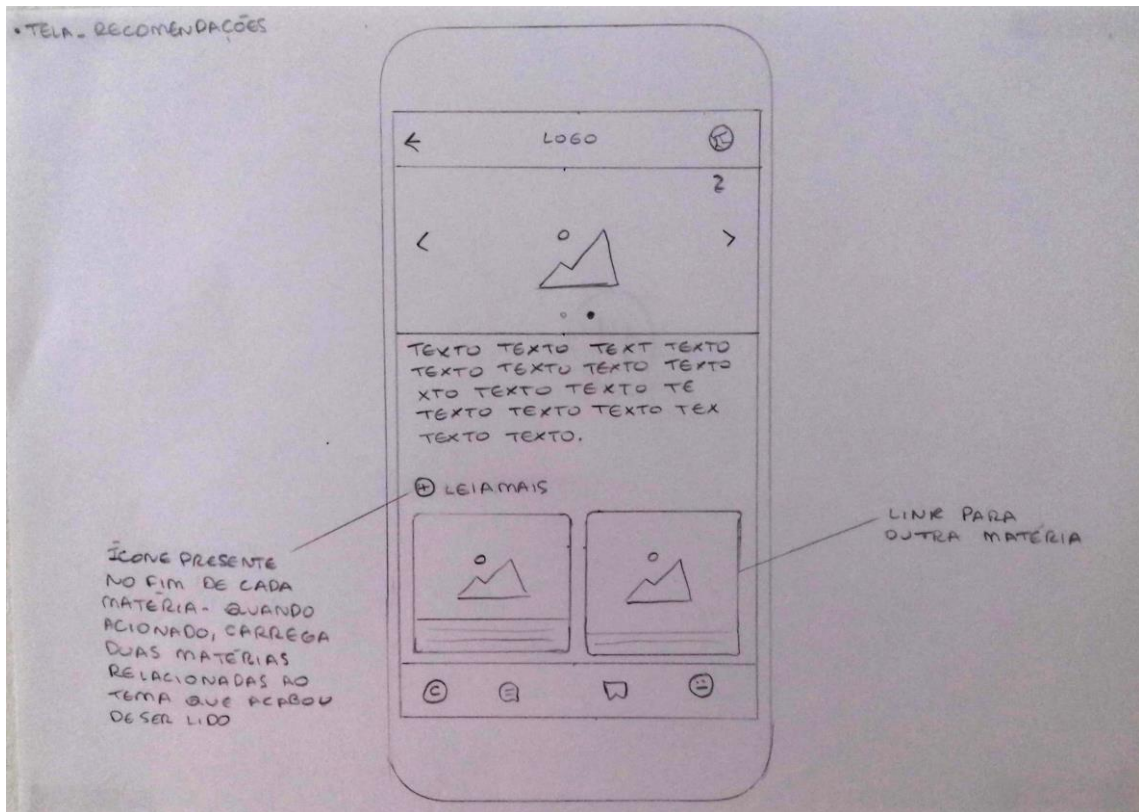 • TELA - RECOMENDAÇÕES
LOGO
2
TEXTO TEXTO TEXT TEXTO
TEXTO TEXTO TEXTO TEXTO
XTO TEXTO TEXTO TE
TEXTO TEXTO TEXTO TEX
TEXTO TEXTO.
LEIA MAIS
ÍCONE PRESENTE
NO FIM DE CADA
MATÉRIA - QUANDO
ACIONADO, CARREGA
DUAS MATÉRIAS
RELACIONADAS AO
TEMA QUE ACABOU
DE SER LIDO
LINK PARA
OUTRA MATÉRIA
C